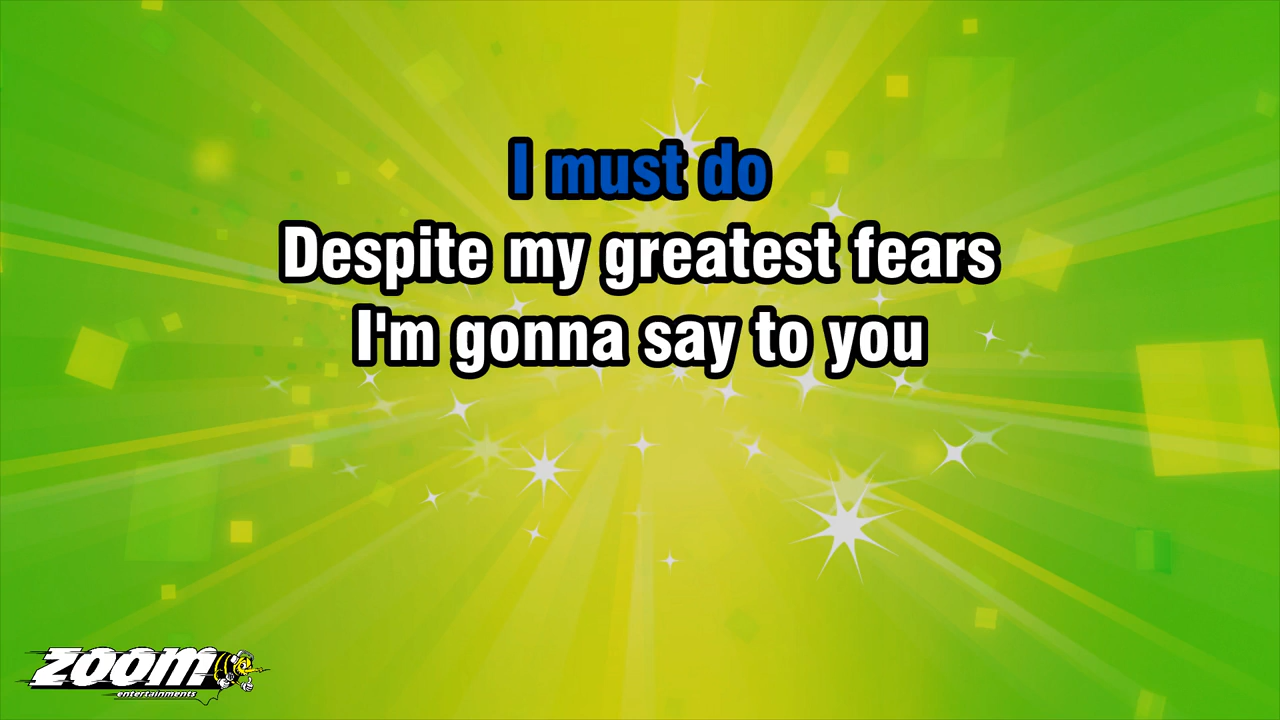 I must do
Despite my greatest fears
I'm gonna say to you
zoom
entertainments